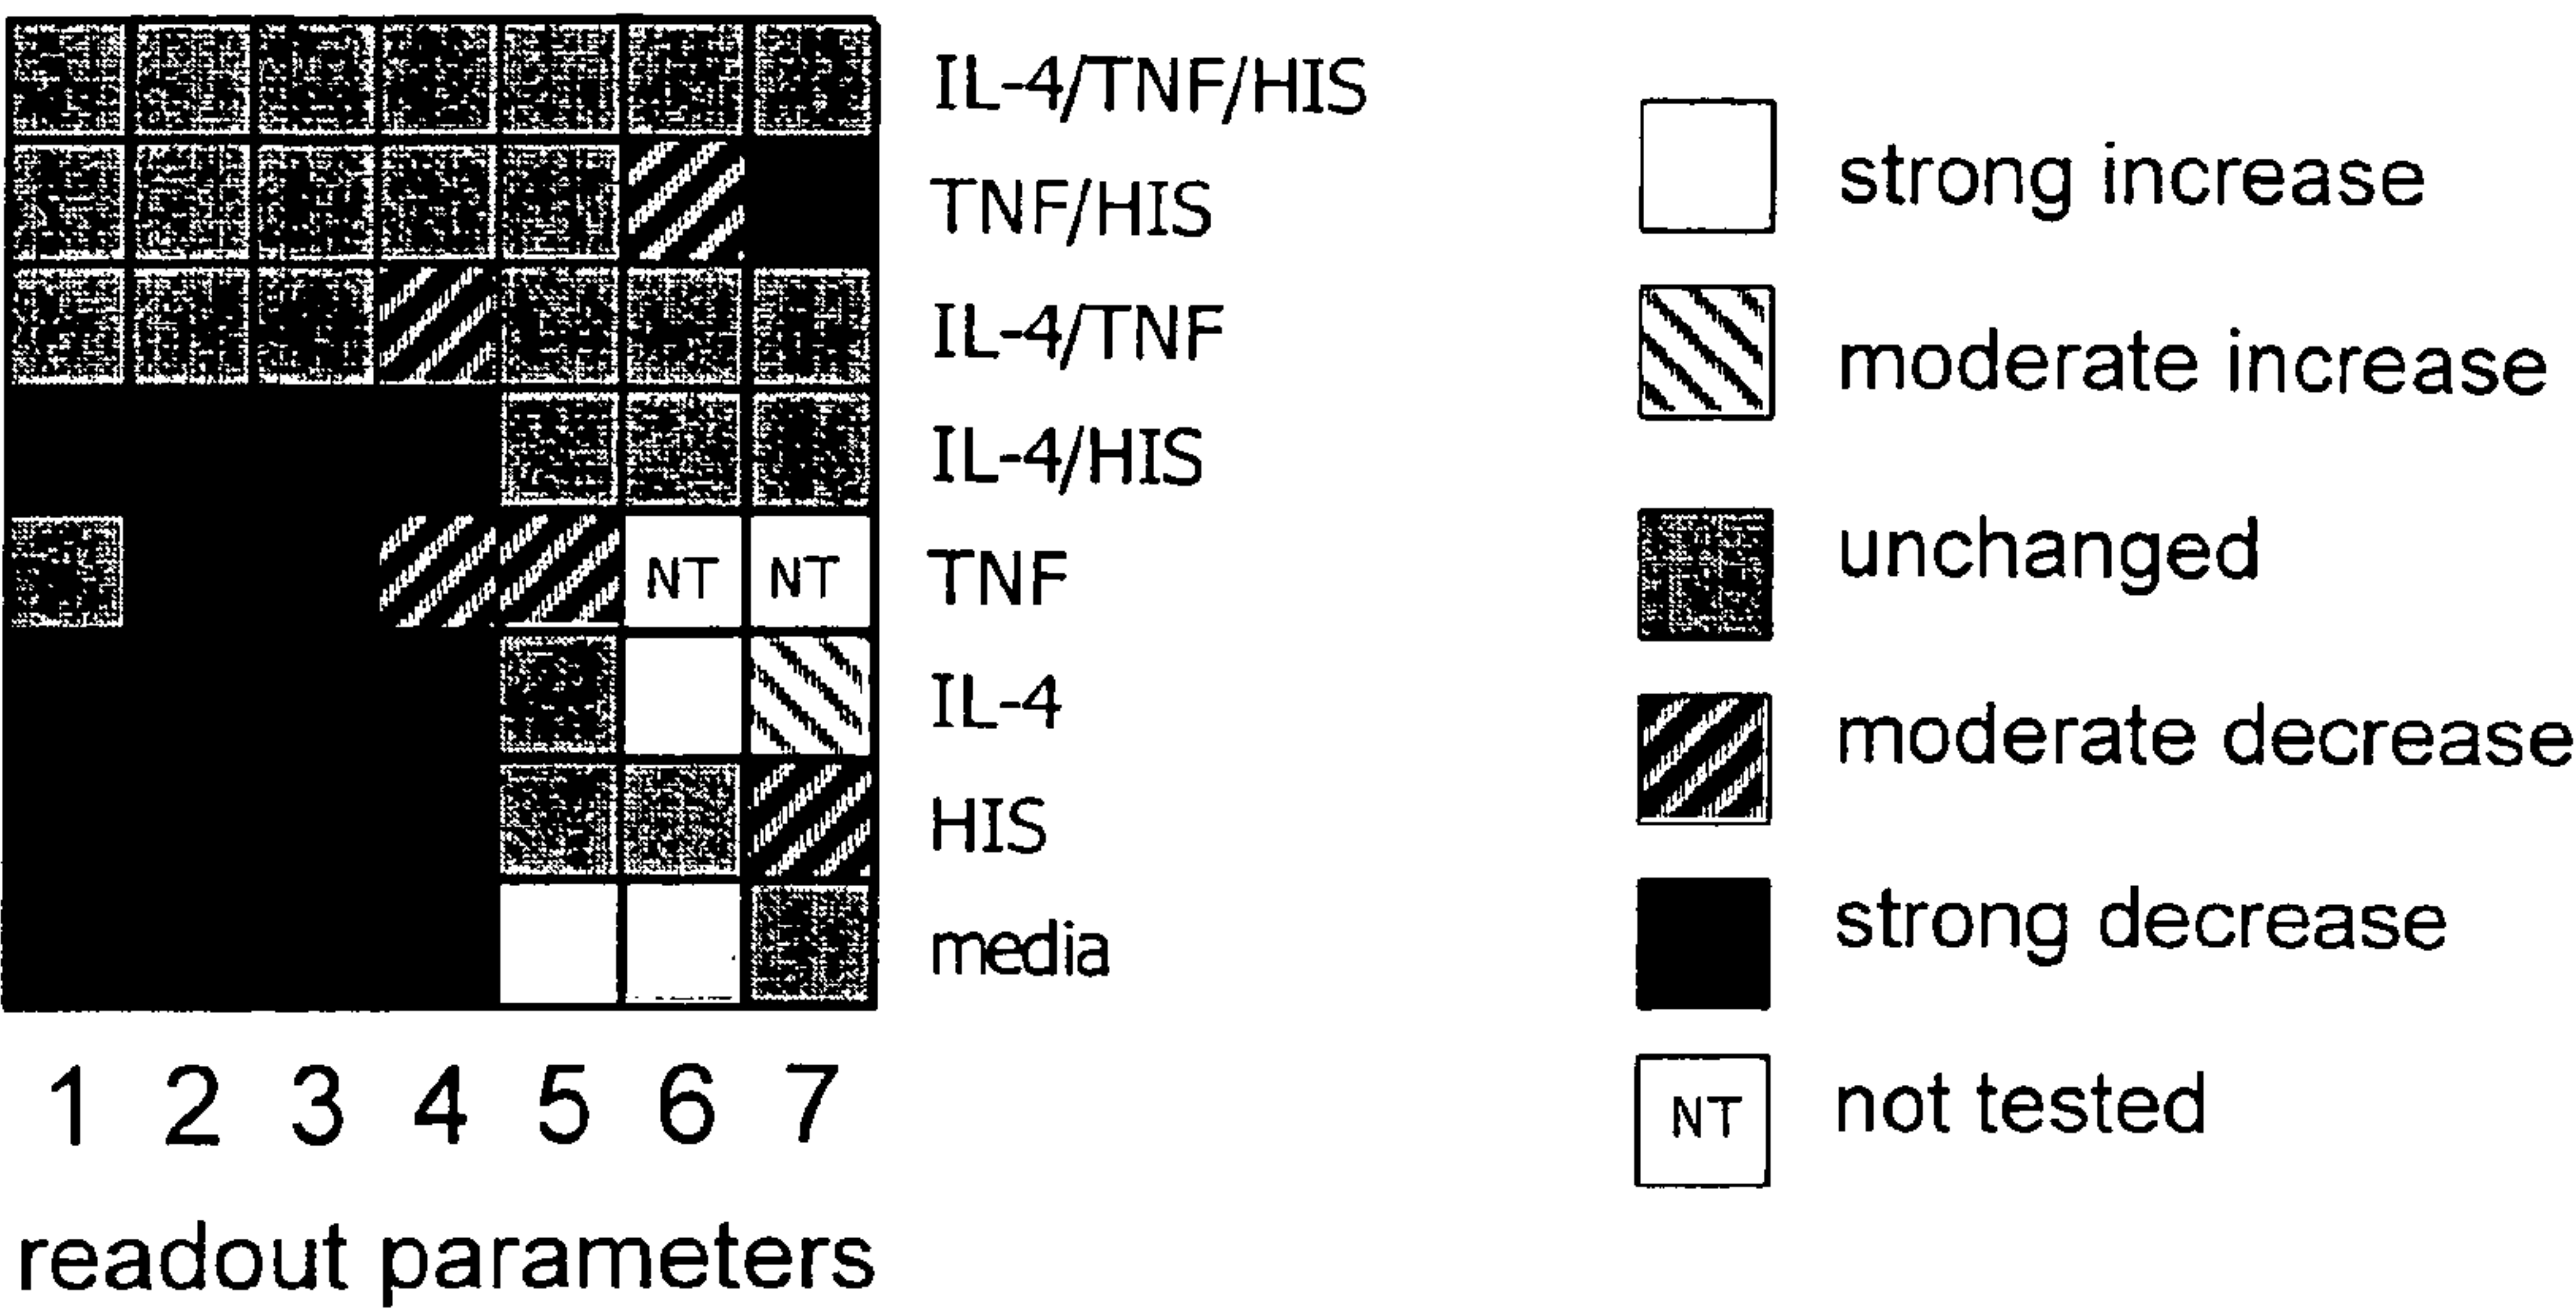 IL-4/TNF/HIS
TNF/HIS
IL-4/TNF
IL-4/HIS
NT NT TNF
IL-4
HIS
media
1 2 3 4 5 6 7
readout parameters
strong increase
moderate increase
unchanged
moderate decrease
strong decrease
NT not tested